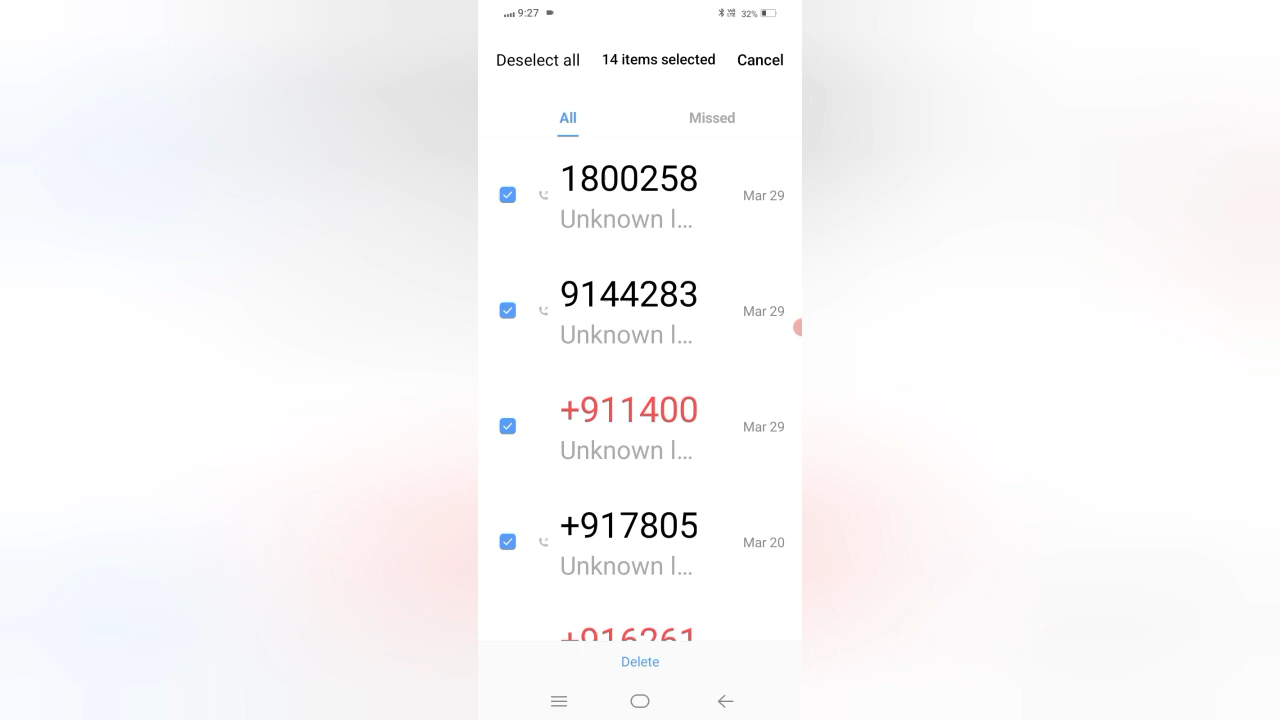 9:27 32%
Deselect all 14 items selected Cancel
All Missed
1800258
Unknown l... Mar 29
9144283
Unknown l... Mar 29
+911400
Unknown l... Mar 29
+917805
Unknown l... Mar 20
+916261
Delete